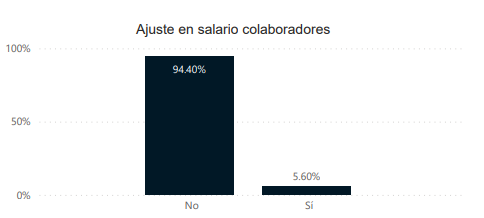 Ajuste en salario colaboradores
100%
94.40%
50%
5.60%
0%
No
Sí